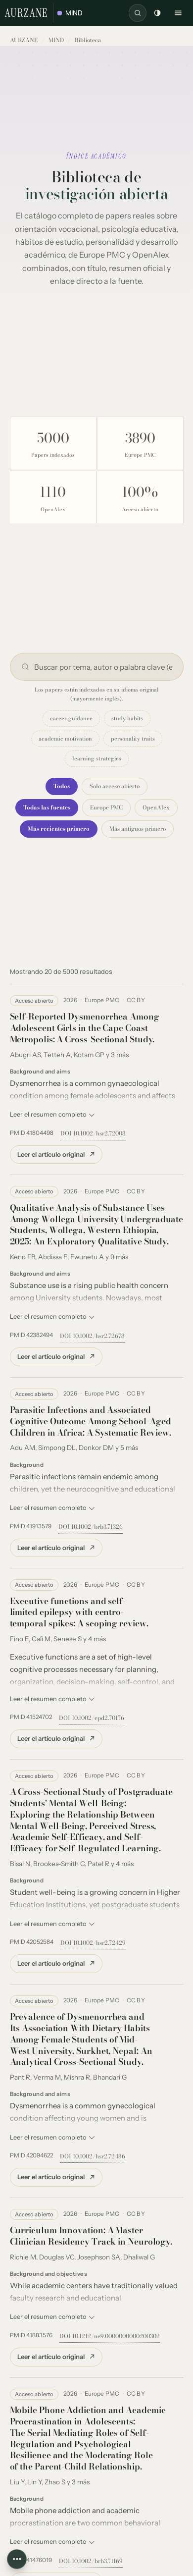 AURZANE
MIND
AURZANE MIND Biblioteca
ÍNDICE ACADÉMICO
Biblioteca de
investigación abierta
El catálogo completo de papers reales sobre
orientación vocacional, psicología educativa,
hábitos de estudio, personalidad y desarrollo
académico, de Europe PMC y OpenAlex
combinados, con título, resumen oficial y
enlace directo a la fuente.
5000
Papers indexados
3890
Europe PMC
1110
OpenAlex
100%
Acceso abierto
Buscar por tema, autor o palabra clave (e
Los papers están indexados en su idioma original
(mayormente inglés).
career guidance
study habits
academic motivation
personality traits
learning strategies
Todos
Solo acceso abierto
Todas las fuentes
Europe PMC
OpenAlex
Más recientes primero
Más antiguos primero
Mostrando 20 de 5000 resultados
Acceso abierto 2026 · Europe PMC · CC BY
Self-Reported Dysmenorrhea Among
Adolescent Girls in the Cape Coast
Metropolis: A Cross-Sectional Study.
Abugri AS, Tetteh A, Kotam GP y 3 más
Background and aims
Dysmenorrhea is a common gynaecological
condition among female adolescents and affects
Leer el resumen completo
PMID 41804498 DOI 10.1002/hsr2.72008
Leer el artículo original
Acceso abierto 2026 · Europe PMC · CC BY
Qualitative Analysis of Substance Uses
Among Wollega University Undergraduate
Students, Wollega, Western Ethiopia,
2025: An Exploratory Qualitative Study.
Keno FB, Abdissa E, Ewunetu A y 9 más
Background and aims
Substance use is a rising public health concern
among University students. Nowadays, most
Leer el resumen completo
PMID 42382494 DOI 10.1002/hsr2.72678
Leer el artículo original
Acceso abierto 2026 · Europe PMC · CC BY
Parasitic Infections and Associated
Cognitive Outcome Among School-Aged
Children in Africa: A Systematic Review.
Adu AM, Simpong DL, Donkor DM y 5 más
Background
Parasitic infections remain endemic among
children, yet the neurocognitive and educational
Leer el resumen completo
PMID 41913579 DOI 10.1002/brb3.71326
Leer el artículo original
Acceso abierto 2026 · Europe PMC · CC BY
Executive functions and self-
limited epilepsy with centro-
temporal spikes: A scoping review.
Fino E, Calì M, Senese S y 4 más
Executive functions are a set of high-level
cognitive processes necessary for planning,
organization, decision-making, self-control, and
Leer el resumen completo
PMID 41524702 DOI 10.1002/epd2.70176
Leer el artículo original
Acceso abierto 2026 · Europe PMC · CC BY
A Cross-Sectional Study of Postgraduate
Students' Mental Well-Being:
Exploring the Relationship Between
Mental Well-Being, Perceived Stress,
Academic Self-Efficacy, and Self-
Efficacy for Self-Regulated Learning.
Bisal N, Brookes-Smith C, Patel R y 4 más
Background
Student well-being is a growing concern in Higher
Education Institutions, yet postgraduate students
Leer el resumen completo
PMID 42052584 DOI 10.1002/hsr2.72429
Leer el artículo original
Acceso abierto 2026 · Europe PMC · CC BY
Prevalence of Dysmenorrhea and
Its Association With Dietary Habits
Among Female Students of Mid-
West University, Surkhet, Nepal: An
Analytical Cross-Sectional Study.
Pant R, Verma M, Mishra R, Bhandari G
Background and aims
Dysmenorrhea is a common gynecological
condition affecting young women and is
Leer el resumen completo
PMID 42094622 DOI 10.1002/hsr2.72486
Leer el artículo original
Acceso abierto 2026 · Europe PMC · CC BY
Curriculum Innovation: A Master
Clinician Residency Track in Neurology.
Richie M, Douglas VC, Josephson SA, Dhaliwal G
Background and objectives
While academic centers have traditionally valued
faculty research and educational
Leer el resumen completo
PMID 41883576 DOI 10.1212/ne9.0000000000200302
Leer el artículo original
Acceso abierto 2026 · Europe PMC · CC BY
Mobile Phone Addiction and Academic
Procrastination in Adolescents:
The Serial Mediating Roles of Self-
Regulation and Psychological
Resilience and the Moderating Role
of the Parent-Child Relationship.
Liu Y, Lin Y, Zhao S y 3 más
Background
Mobile phone addiction and academic
procrastination are two common behavioral
Leer el resumen completo
41476019 DOI 10.1002/brb3.71169